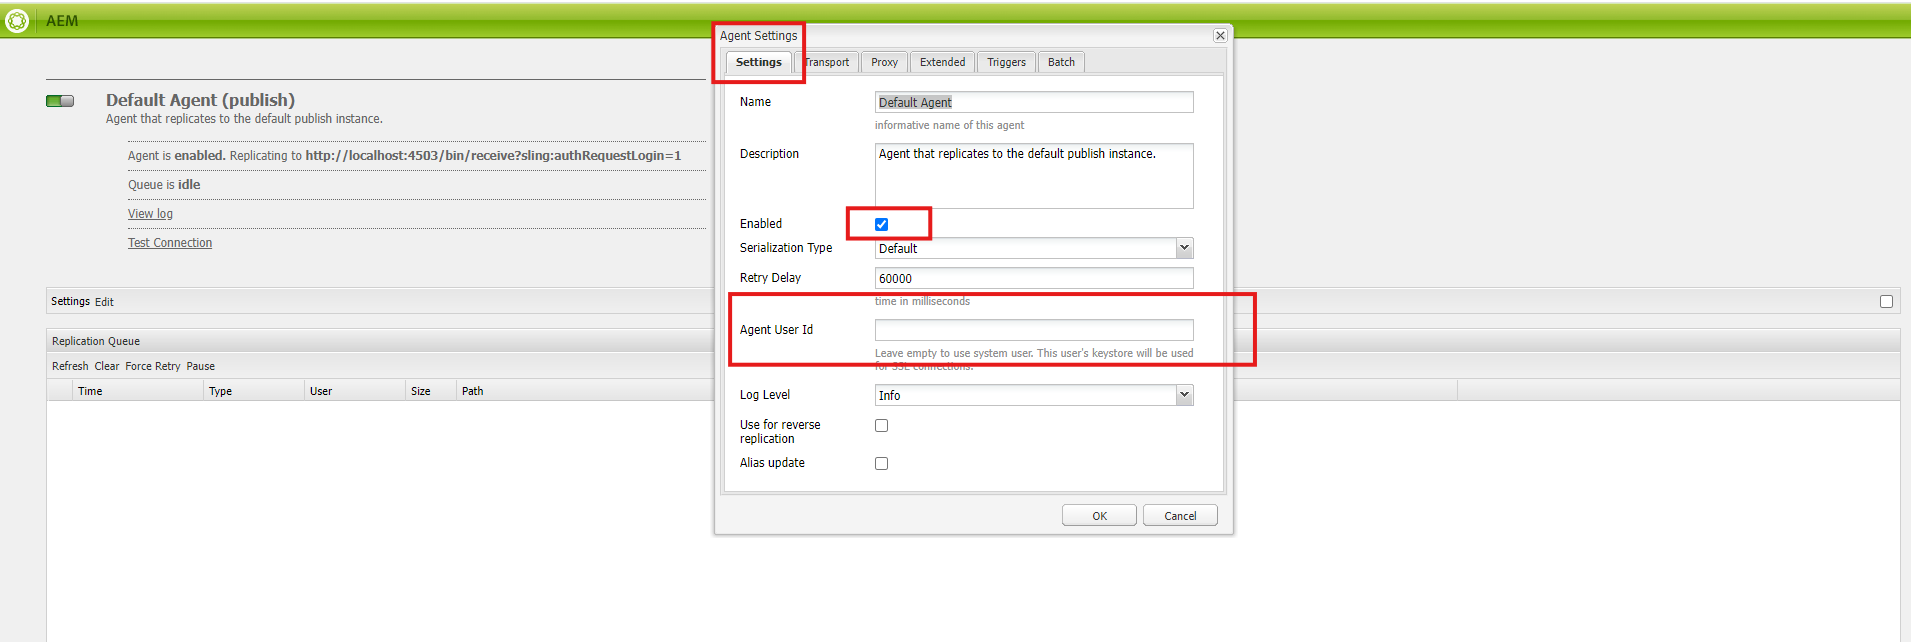 AEM
Default Agent (publish)
Agent that replicates to the default publish instance.
Agent is enabled. Replicating to http://localhost:4503/bin/receive?sling:authRequestLogin=1
Queue is idle
View log
Test Connection
Settings Edit
Replication Queue
Refresh Clear Force Retry Pause
Time Type User Size Path
Agent Settings
Settings Transport Proxy Extended Triggers Batch
Name Default Agent
informative name of this agent
Description Agent that replicates to the default publish instance.
Enabled
Serialization Type Default
Retry Delay 60000
time in milliseconds
Agent User Id
Leave empty to use system user. This user's keystore will be used
for SSL connections.
Log Level Info
Use for reverse
replication
Alias update
OK Cancel